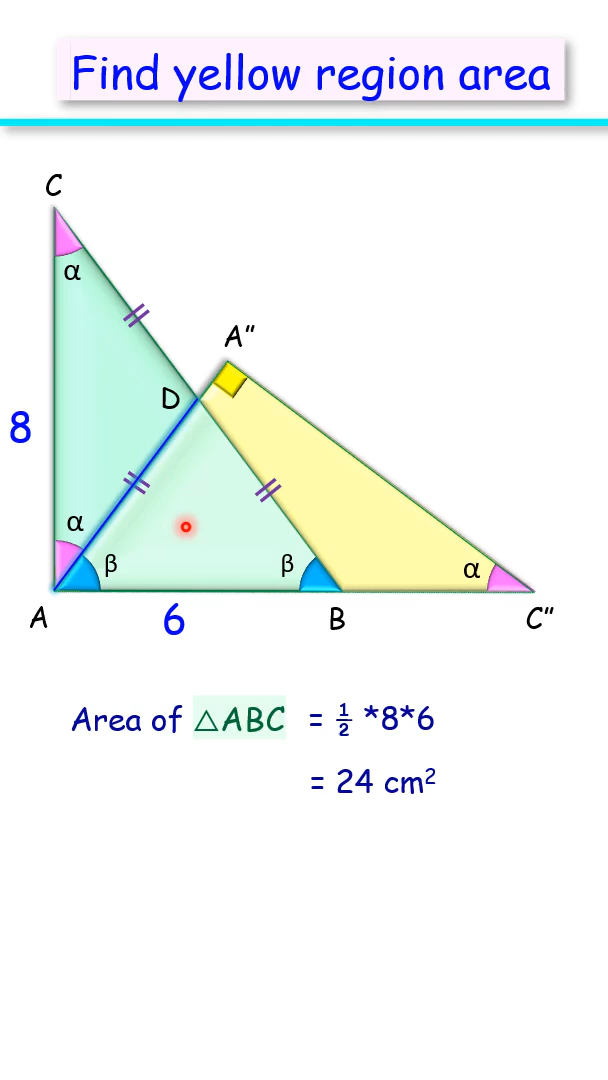 Find yellow region area
C
α
A″
D
8
α
β
β
α
A
6
B
C″
Area of △ABC = ½ *8*6
= 24 cm²